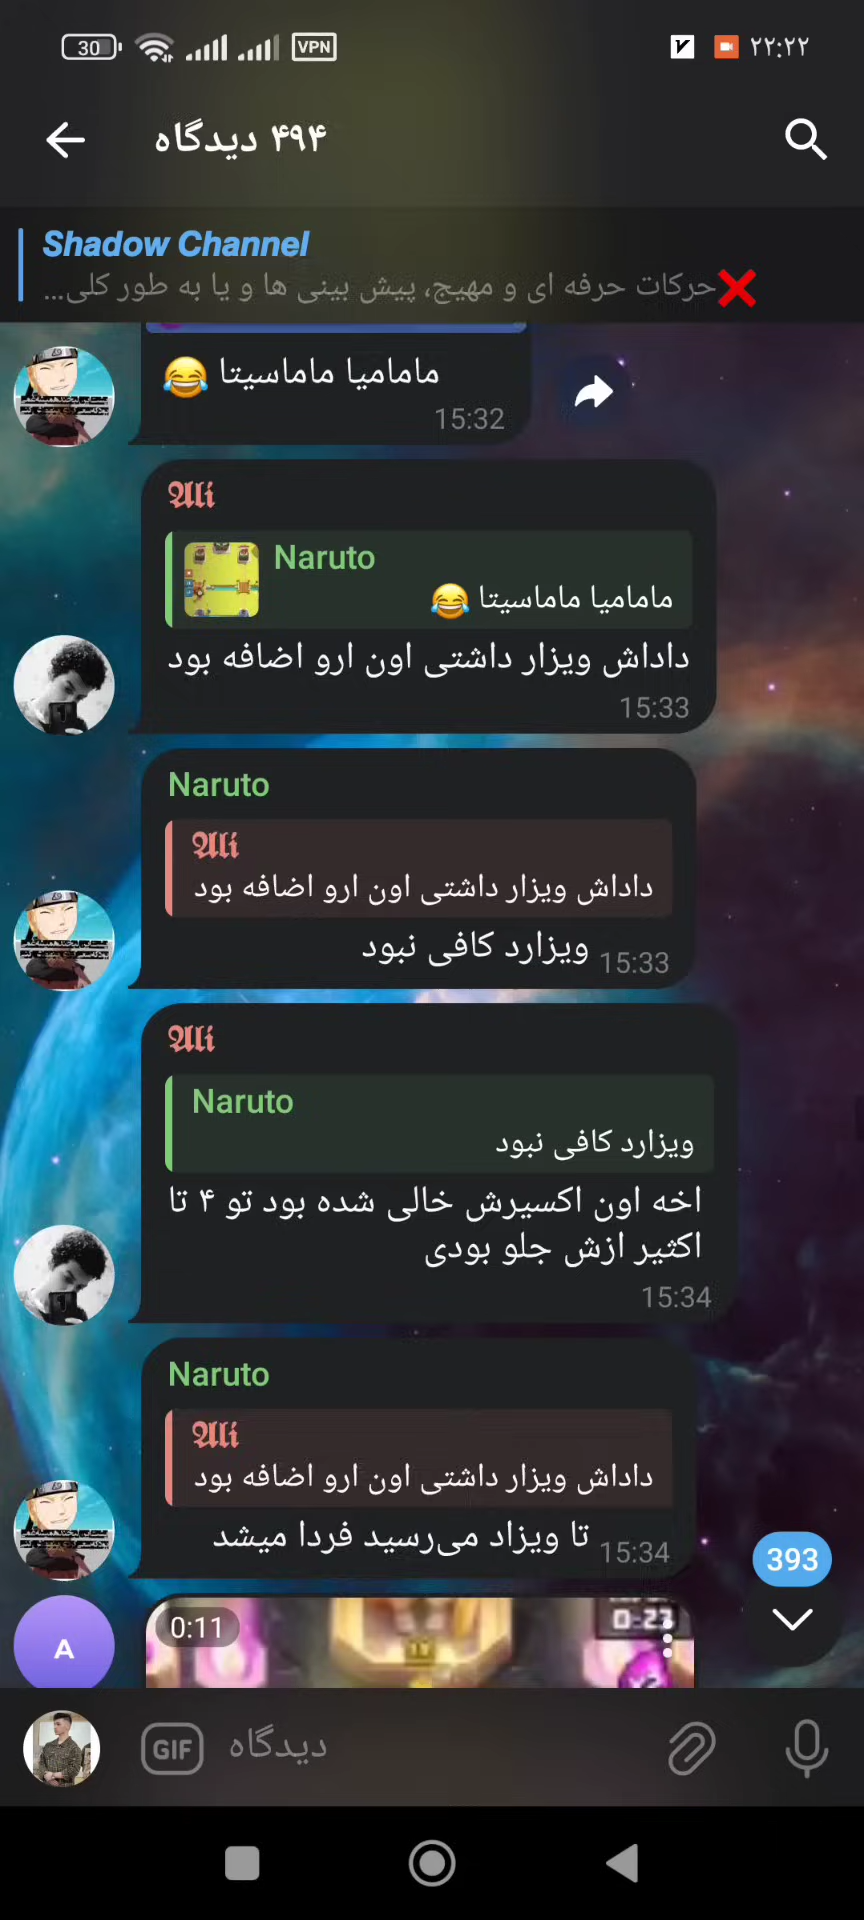 30
VPN
۲۲:۲۲
۴۹۴ دیدگاه
Shadow Channel
❌حرکات حرفه ای و مهیج، پیش بینی ها و یا به طور کلی...
مامامیا ماماسیتا 😂
15:32
Ali
Naruto
مامامیا ماماسیتا 😂
داداش ویزار داشتی اون ارو اضافه بود
15:33
Naruto
Ali
داداش ویزار داشتی اون ارو اضافه بود
ویزارد کافی نبود
15:33
Ali
Naruto
ویزارد کافی نبود
اخه اون اکسیرش خالی شده بود تو ۴ تا
اکثیر ازش جلو بودی
15:34
Naruto
Ali
داداش ویزار داشتی اون ارو اضافه بود
تا ویزاد می‌رسید فردا میشد
15:34
393
A
0:11
0:23
GIF
دیدگاه